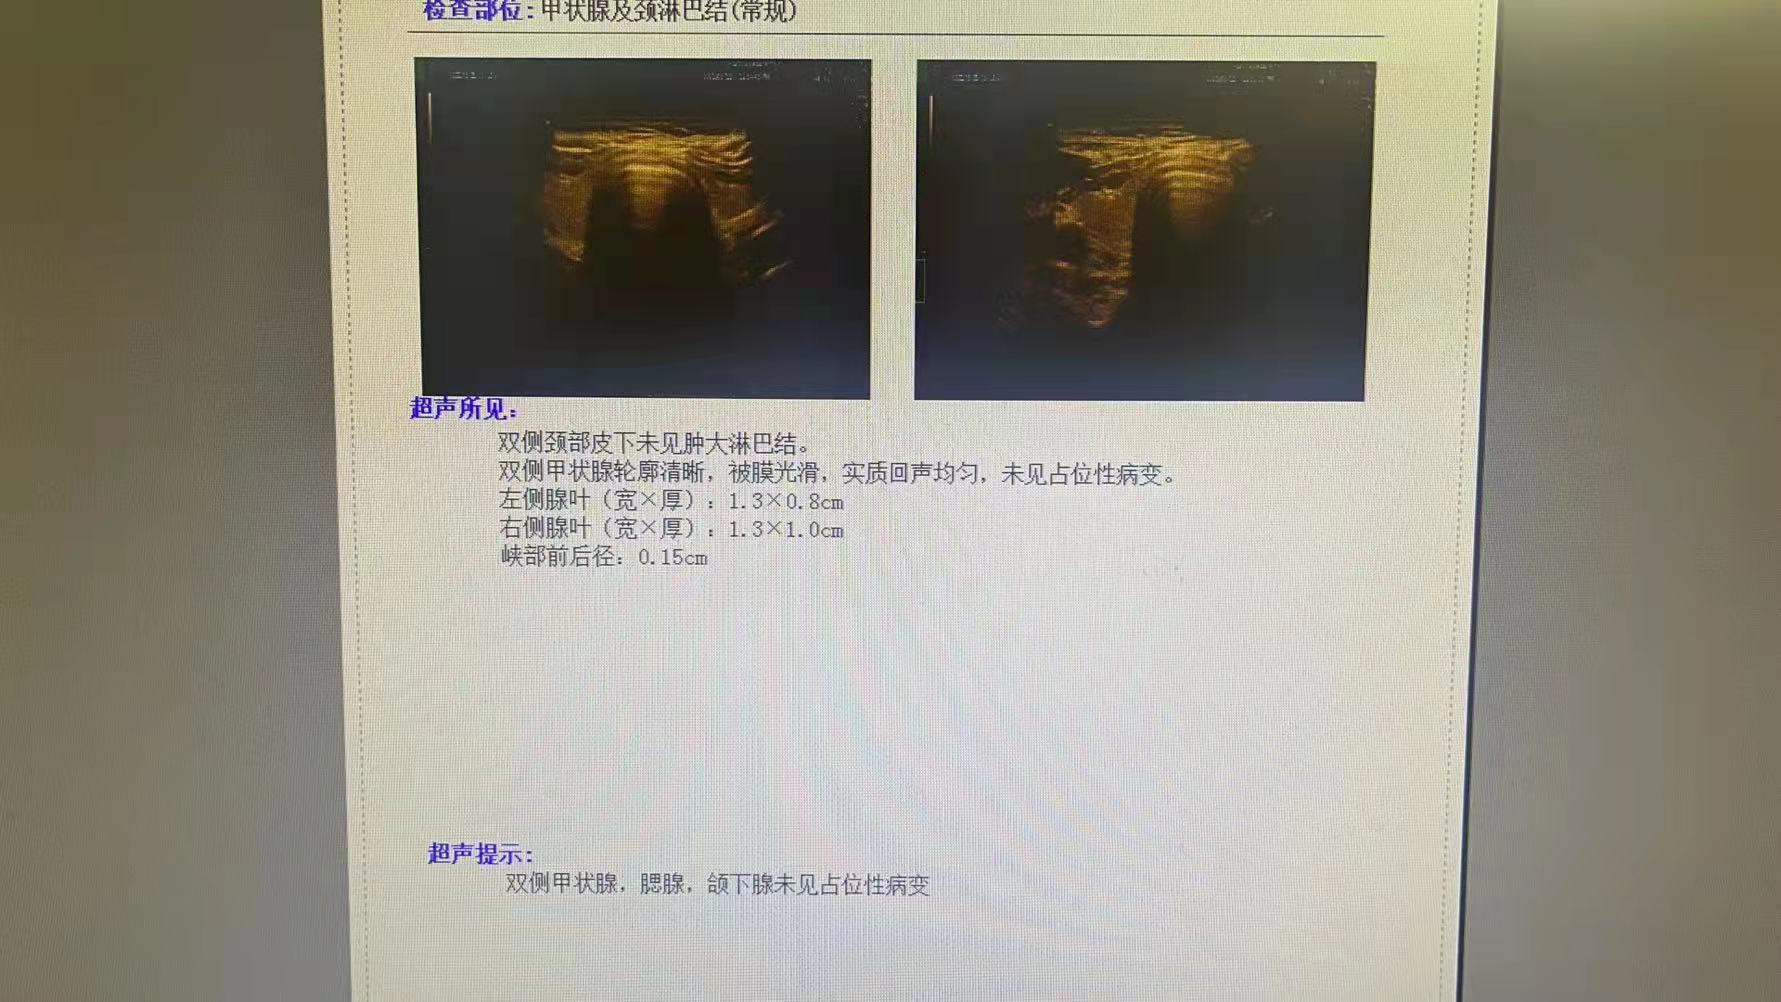 检查部位:甲状腺及颈淋巴结(常规)
超声所见:
双侧颈部皮下未见肿大淋巴结。
双侧甲状腺轮廓清晰，被膜光滑，实质回声均匀，未见占位性病变。
左侧腺叶（宽×厚）: 1.3×0.8cm
右侧腺叶（宽×厚）: 1.3×1.0cm
峡部前后径: 0.15cm
超声提示:
双侧甲状腺，腮腺，颌下腺未见占位性病变